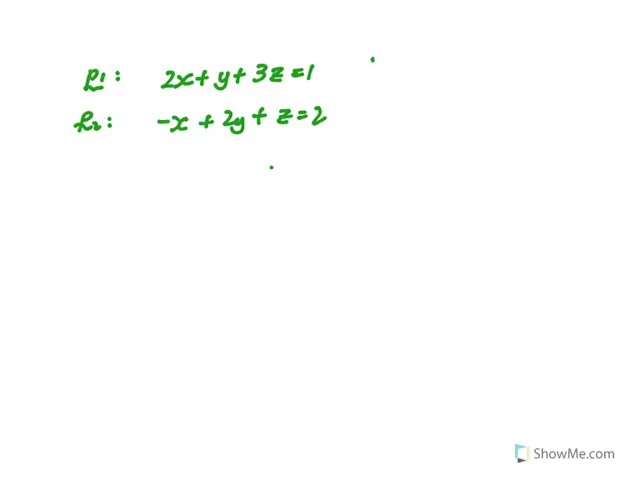 P1: 2x + y + 3z = 1
P2: -x + 2y + z = 2
ShowMe.com